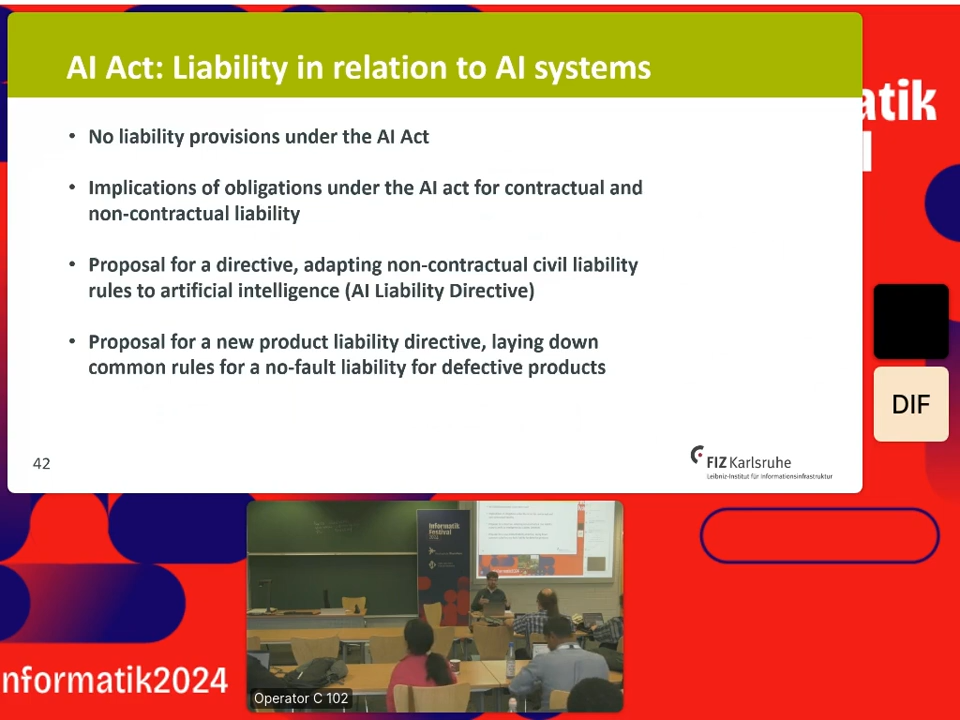 AI Act: Liability in relation to AI systems
atik
• No liability provisions under the AI Act
• Implications of obligations under the AI act for contractual and
non-contractual liability
• Proposal for a directive, adapting non-contractual civil liability
rules to artificial intelligence (AI Liability Directive)
• Proposal for a new product liability directive, laying down
common rules for a no-fault liability for defective products
DIF
42
FIZ Karlsruhe
Leibniz-Institut für Informationsinfrastruktur
Informatik
Festival
nformatik2024
Operator C 102